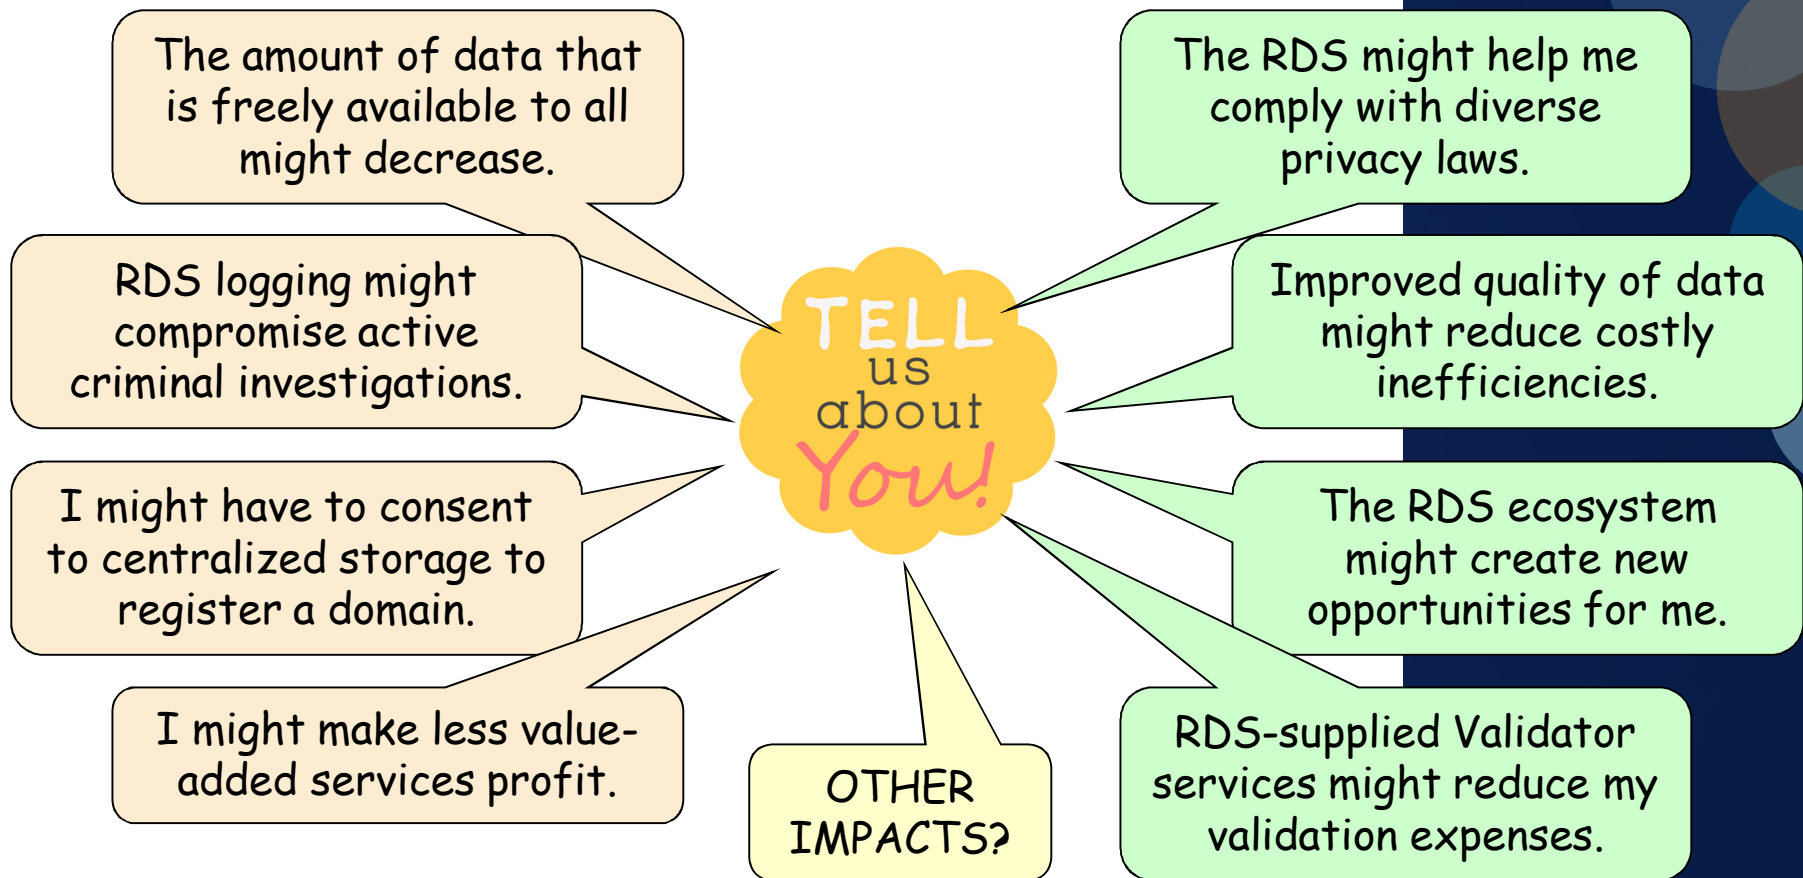 The amount of data that
is freely available to all
might decrease.
RDS logging might
compromise active
criminal investigations.
I might have to consent
to centralized storage to
register a domain.
I might make less value-
added services profit.
TELL
us
about
You!
OTHER
IMPACTS?
The RDS might help me
comply with diverse
privacy laws.
Improved quality of data
might reduce costly
inefficiencies.
The RDS ecosystem
might create new
opportunities for me.
RDS-supplied Validator
services might reduce my
validation expenses.